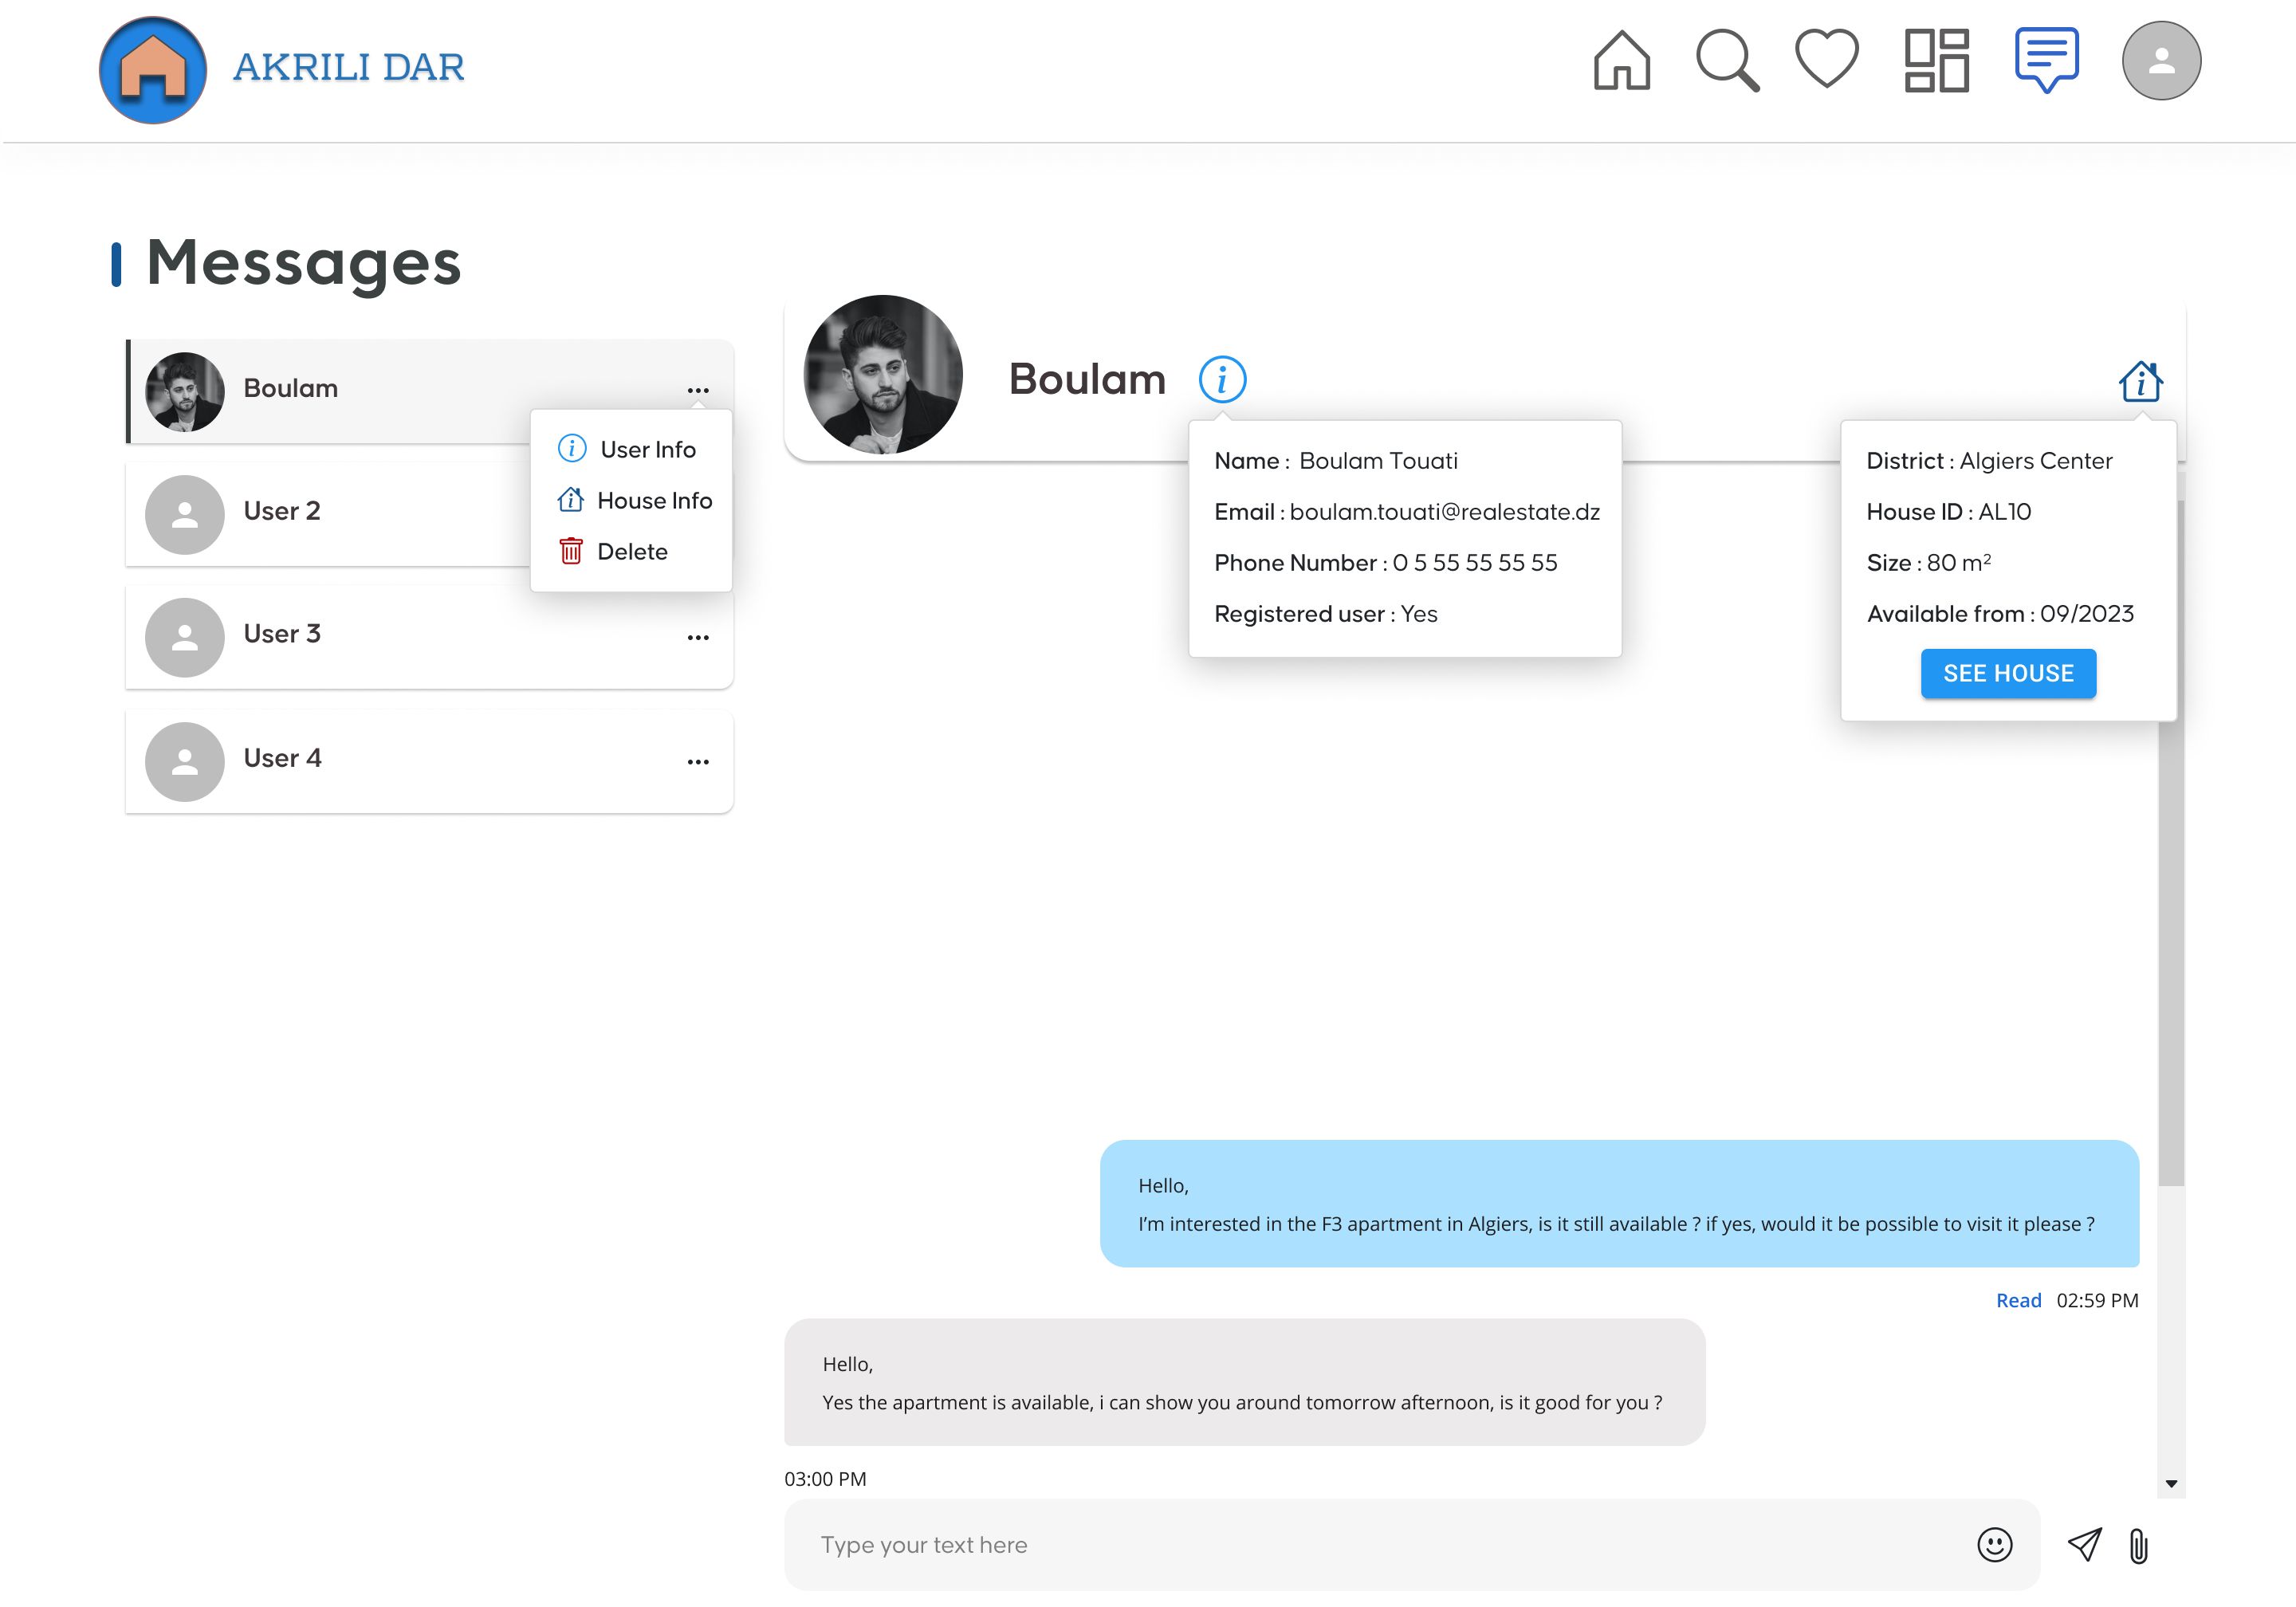 AKRILI DAR
Messages
Boulam
User Info
House Info
Delete
User 2
User 3
User 4
Boulam
Name : Boulam Touati
Email : boulam.touati@realestate.dz
Phone Number : 0 5 55 55 55 55
Registered user : Yes
District : Algiers Center
House ID : AL10
Size : 80 m²
Available from : 09/2023
SEE HOUSE
Hello,
I’m interested in the F3 apartment in Algiers, is it still available ? if yes, would it be possible to visit it please ?
Read 02:59 PM
Hello,
Yes the apartment is available, i can show you around tomorrow afternoon, is it good for you ?
03:00 PM
Type your text here